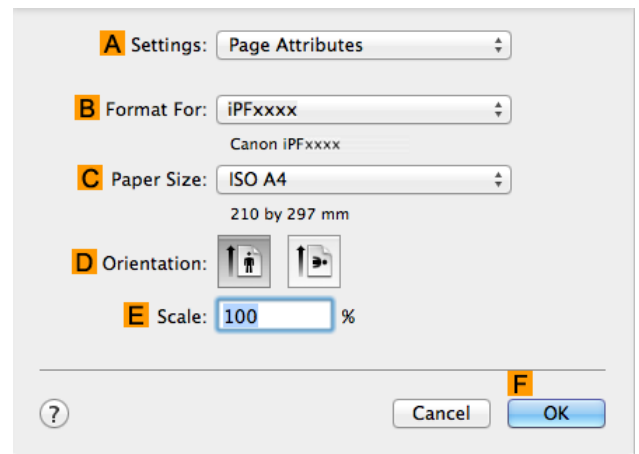 A Settings: Page Attributes
B Format For: iPFxxxx
Canon iPFxxxx
C Paper Size: ISO A4
210 by 297 mm
D Orientation:
E Scale: 100 %
F
? Cancel OK